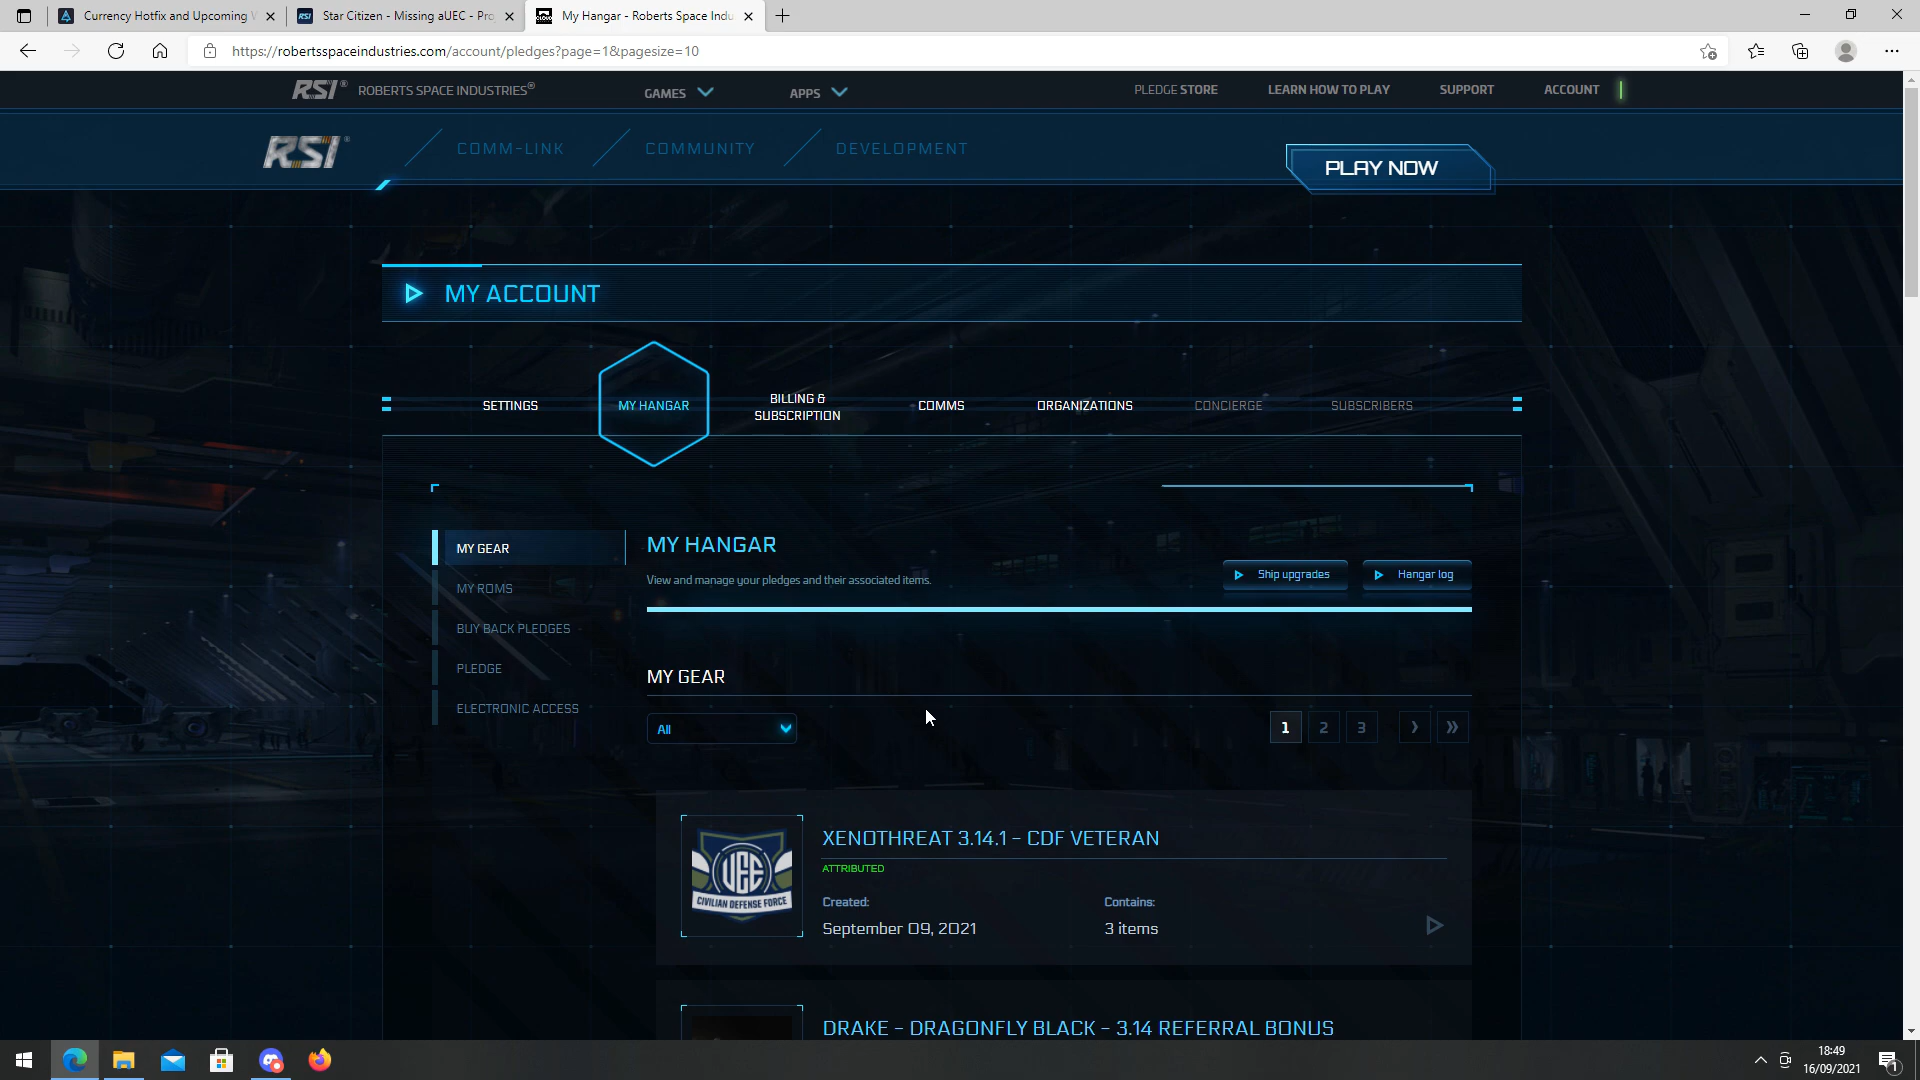 Currency Hotfix and Upcoming W
Star Citizen - Missing aUEC - Pro
My Hangar - Roberts Space Indu
https://robertsspaceindustries.com/account/pledges?page=1&pagesize=10
RSI® ROBERTS SPACE INDUSTRIES®
GAMES
APPS
PLEDGE STORE
LEARN HOW TO PLAY
SUPPORT
ACCOUNT
RSI
COMM-LINK
COMMUNITY
DEVELOPMENT
PLAY NOW
MY ACCOUNT
SETTINGS
MY HANGAR
BILLING &
SUBSCRIPTION
COMMS
ORGANIZATIONS
CONCIERGE
SUBSCRIBERS
MY GEAR
MY ROMS
BUY BACK PLEDGES
PLEDGE
ELECTRONIC ACCESS
MY HANGAR
View and manage your pledges and their associated items.
Ship upgrades
Hangar log
MY GEAR
All
1 2 3 › »
UEE
CIVILIAN DEFENSE FORCE
XENOTHREAT 3.14.1 - CDF VETERAN
ATTRIBUTED
Created:
September 09, 2021
Contains:
3 items
DRAKE - DRAGONFLY BLACK - 3.14 REFERRAL BONUS
18:49
16/09/2021
1